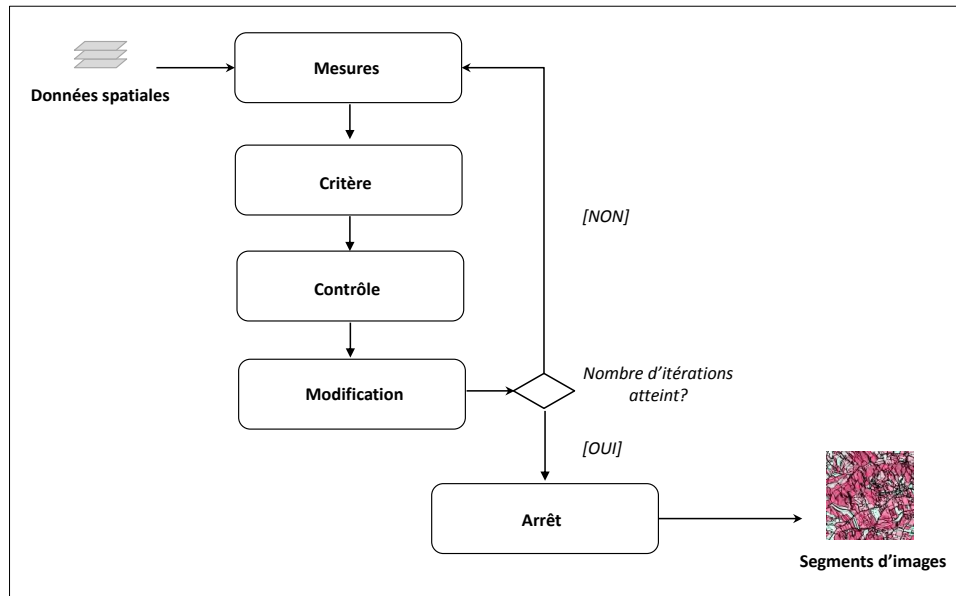 Mesures
Données spatiales
Critère
[NON]
Contrôle
Nombre d'itérations
atteint?
Modification
[OUI]
Arrêt
Segments d'images